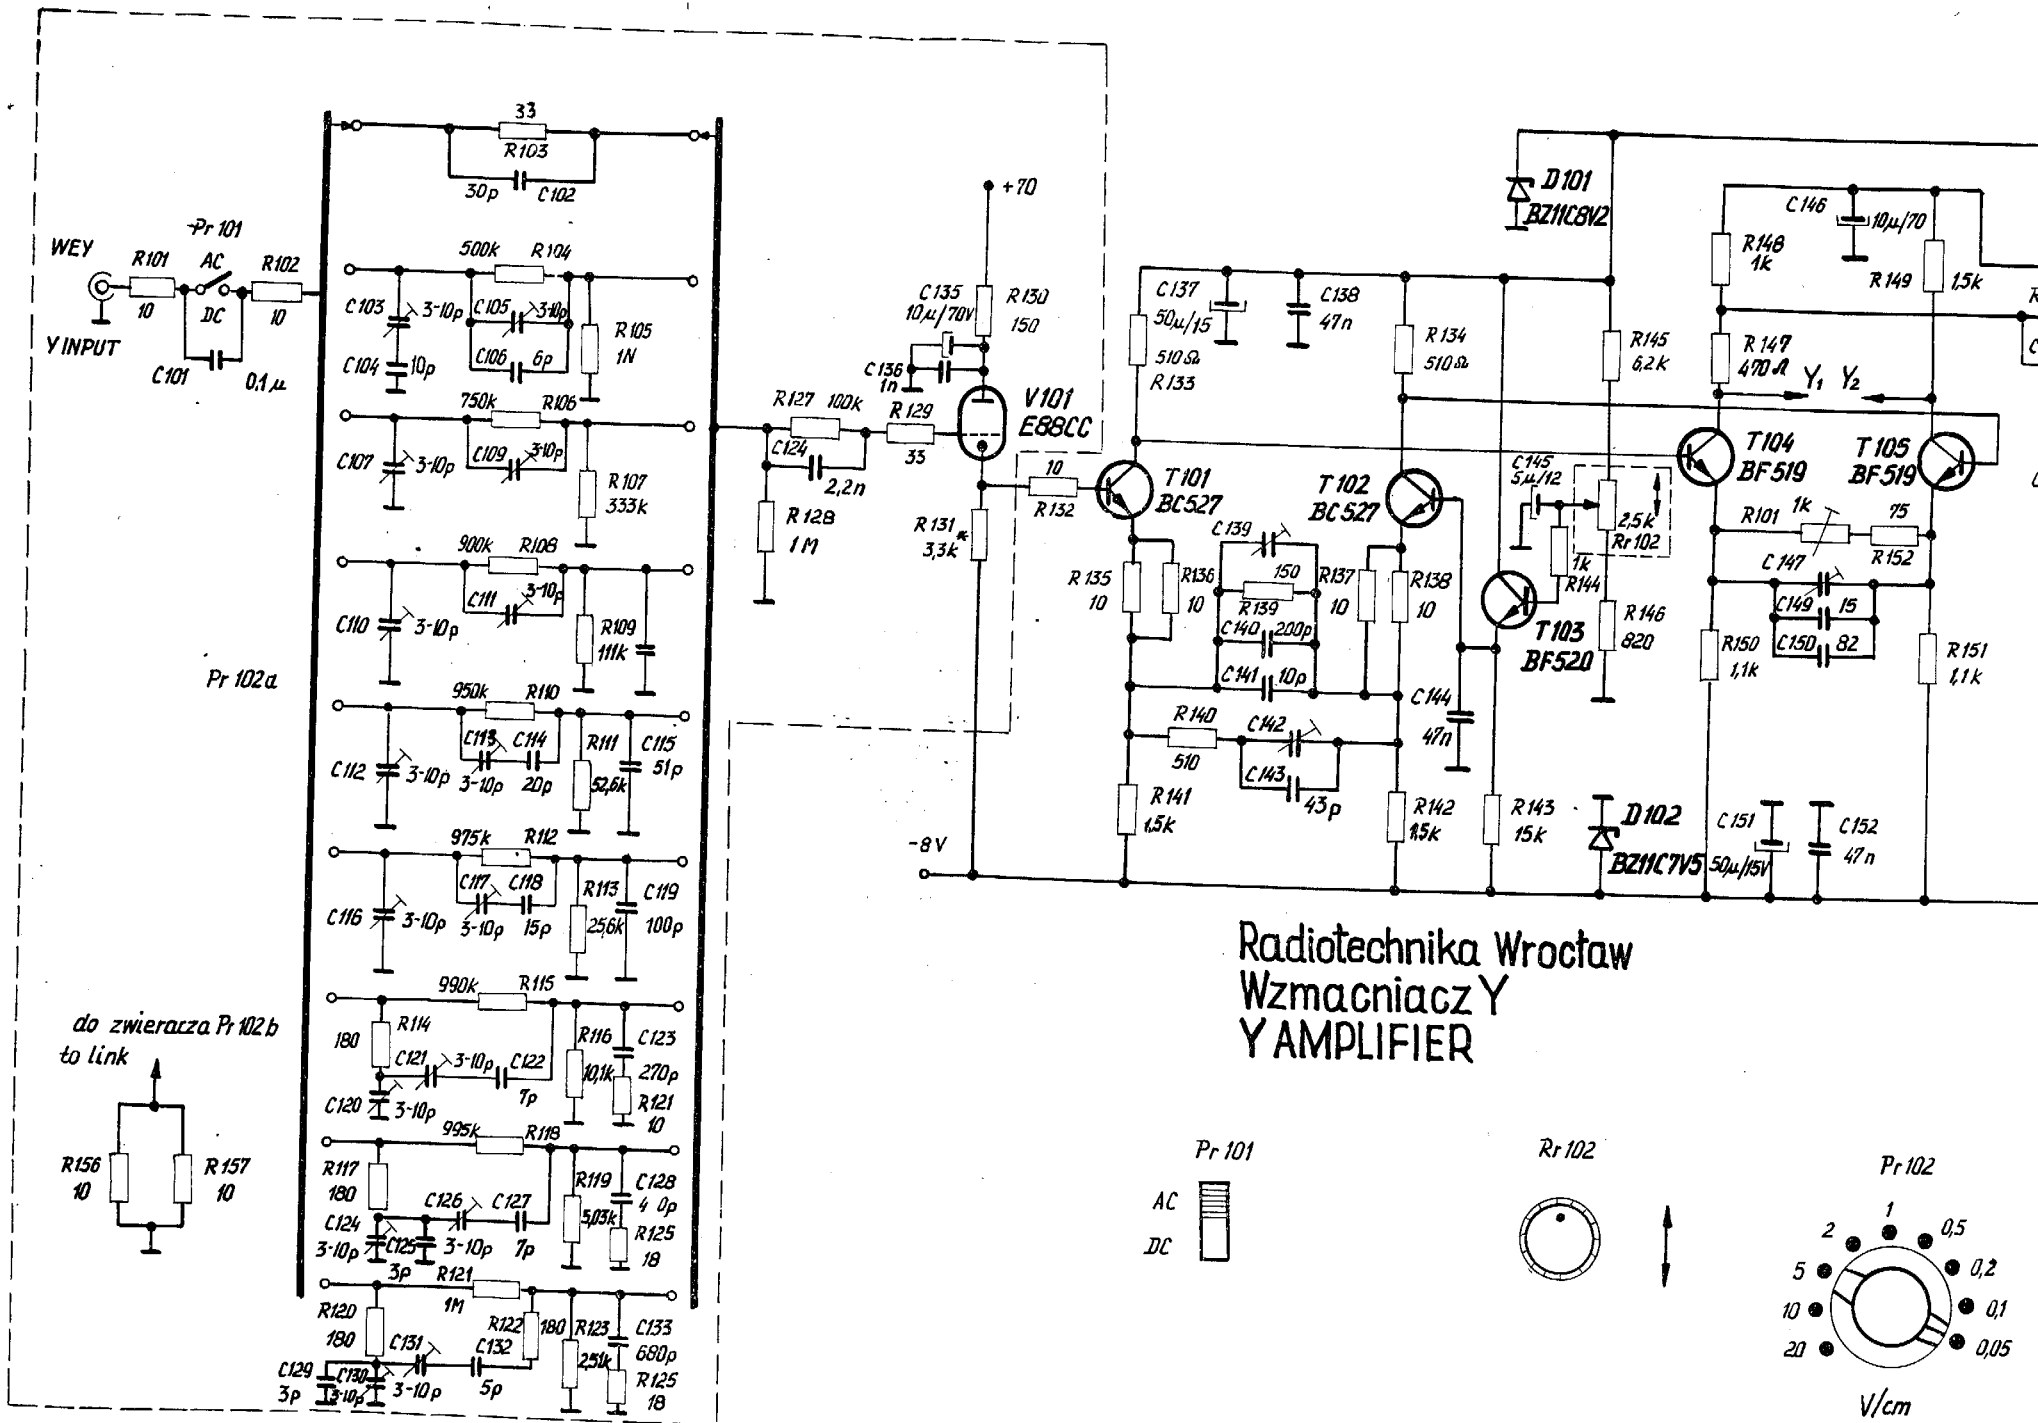 WEY
Y INPUT
R101
10
Pr 101
AC
DC
C101
0,1 µ
R102
10
33
R103
30p
C102
500k
R104
C103
3-10p
C104
10p
C105
3-10p
C106
6p
R105
1N
750k
R106
C107
3-10p
C109
3-10p
R107
333k
900k
R108
C110
3-10p
C111
3-10p
R109
111k
Pr 102a
950k
R110
C112
3-10p
C113
3-10p
C114
20p
R111
52,6k
C115
51p
975k
R112
C116
3-10p
C117
3-10p
C118
15p
R113
25,6k
C119
100p
990k
R115
R114
180
C121
3-10p
C122
7p
C120
3-10p
R116
10,1k
C123
270p
R121
10
995k
R118
R117
180
C124
3-10p
C125
3p
C126
3-10p
C127
7p
R119
5,03k
C128
4 0p
R125
18
R121
1M
R120
180
C129
3p
C130
3-10p
C131
3-10p
C132
5p
R122
180
R123
2,51k
C133
680p
R125
18
do zwieracza Pr 102b
to link
R156
10
R157
10
+70
C135
10µ/70V
R130
150
C136
1n
V101
E88CC
R127
100k
C124
2,2n
R129
33
R128
1M
R131
3,3k*
10
R132
-8V
C137
50µ/15
C138
47n
510Ω
R133
R134
510Ω
T101
BC527
T102
BC527
R135
10
R136
10
C139
150
R139
C140
200p
C141
10p
R137
10
R138
10
R140
510
C142
C143
43p
R141
1,5k
R142
1,5k
C144
47n
R143
15k
D101
BZ11C8V2
R145
6,2k
C145
5µ/12
2,5k
Rr102
1k
R144
T103
BF520
R146
820
D102
BZ11C7V5
C146
10µ/70
R148
1k
R149
1,5k
R147
470Ω
Y1 Y2
T104
BF519
T105
BF519
R101
1k
75
R152
C147
C149
15
C150
82
R150
1,1k
R151
1,1k
C151
50µ/15V
C152
47n
Radiotechnika Wrocław
Wzmacniacz Y
Y AMPLIFIER
Pr 101
AC
DC
Rr 102
Pr 102
20
10
5
2
1
0,5
0,2
0,1
0,05
V/cm